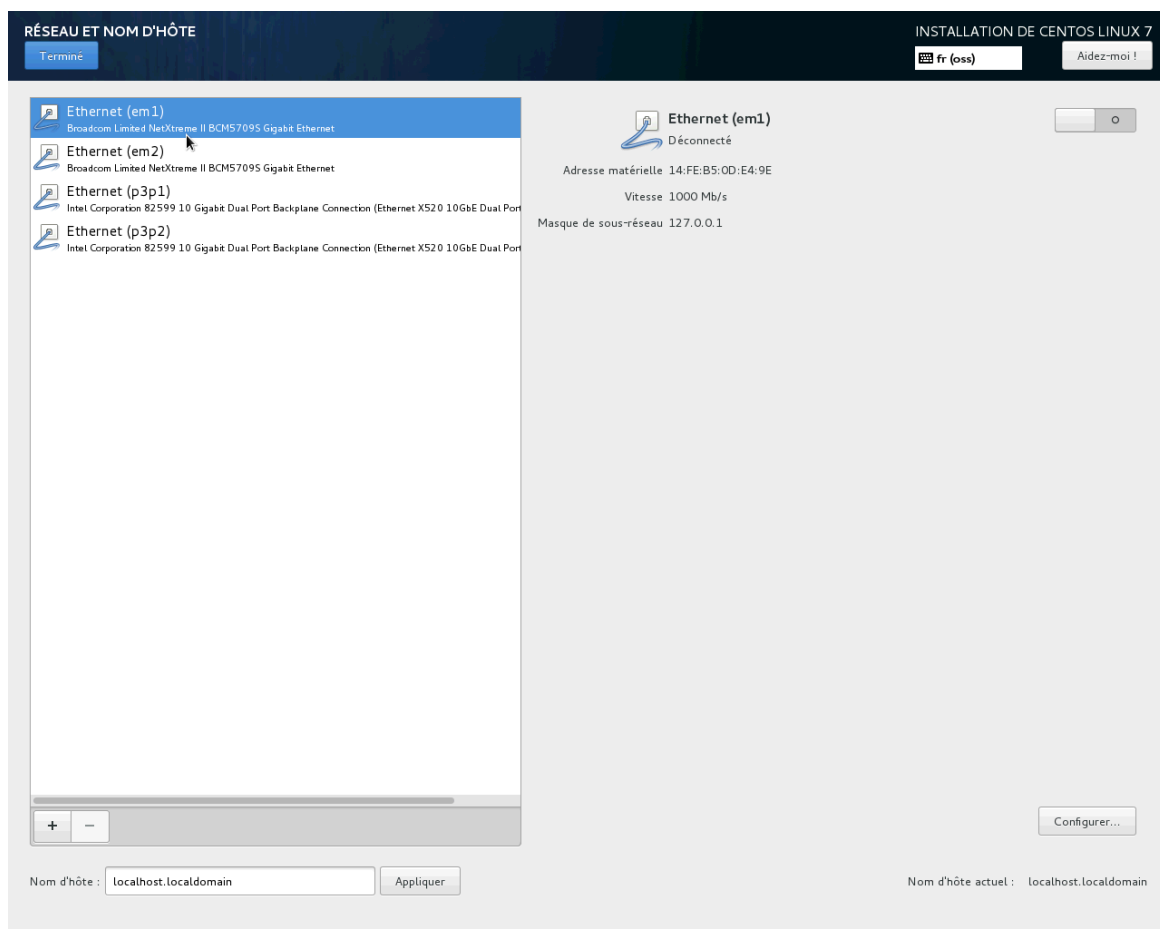 RÉSEAU ET NOM D'HÔTE
INSTALLATION DE CENTOS LINUX 7
Terminé
fr (oss)
Aidez-moi !
Ethernet (em1)
Broadcom Limited NetXtreme II BCM5709S Gigabit Ethernet
Ethernet (em2)
Broadcom Limited NetXtreme II BCM5709S Gigabit Ethernet
Ethernet (p3p1)
Intel Corporation 82599 10 Gigabit Dual Port Backplane Connection (Ethernet X520 10GbE Dual Port
Ethernet (p3p2)
Intel Corporation 82599 10 Gigabit Dual Port Backplane Connection (Ethernet X520 10GbE Dual Port
Ethernet (em1)
Déconnecté
Adresse matérielle 14:FE:B5:0D:E4:9E
Vitesse 1000 Mb/s
Masque de sous-réseau 127.0.0.1
+ −
Configurer...
Nom d'hôte : localhost.localdomain
Appliquer
Nom d'hôte actuel : localhost.localdomain